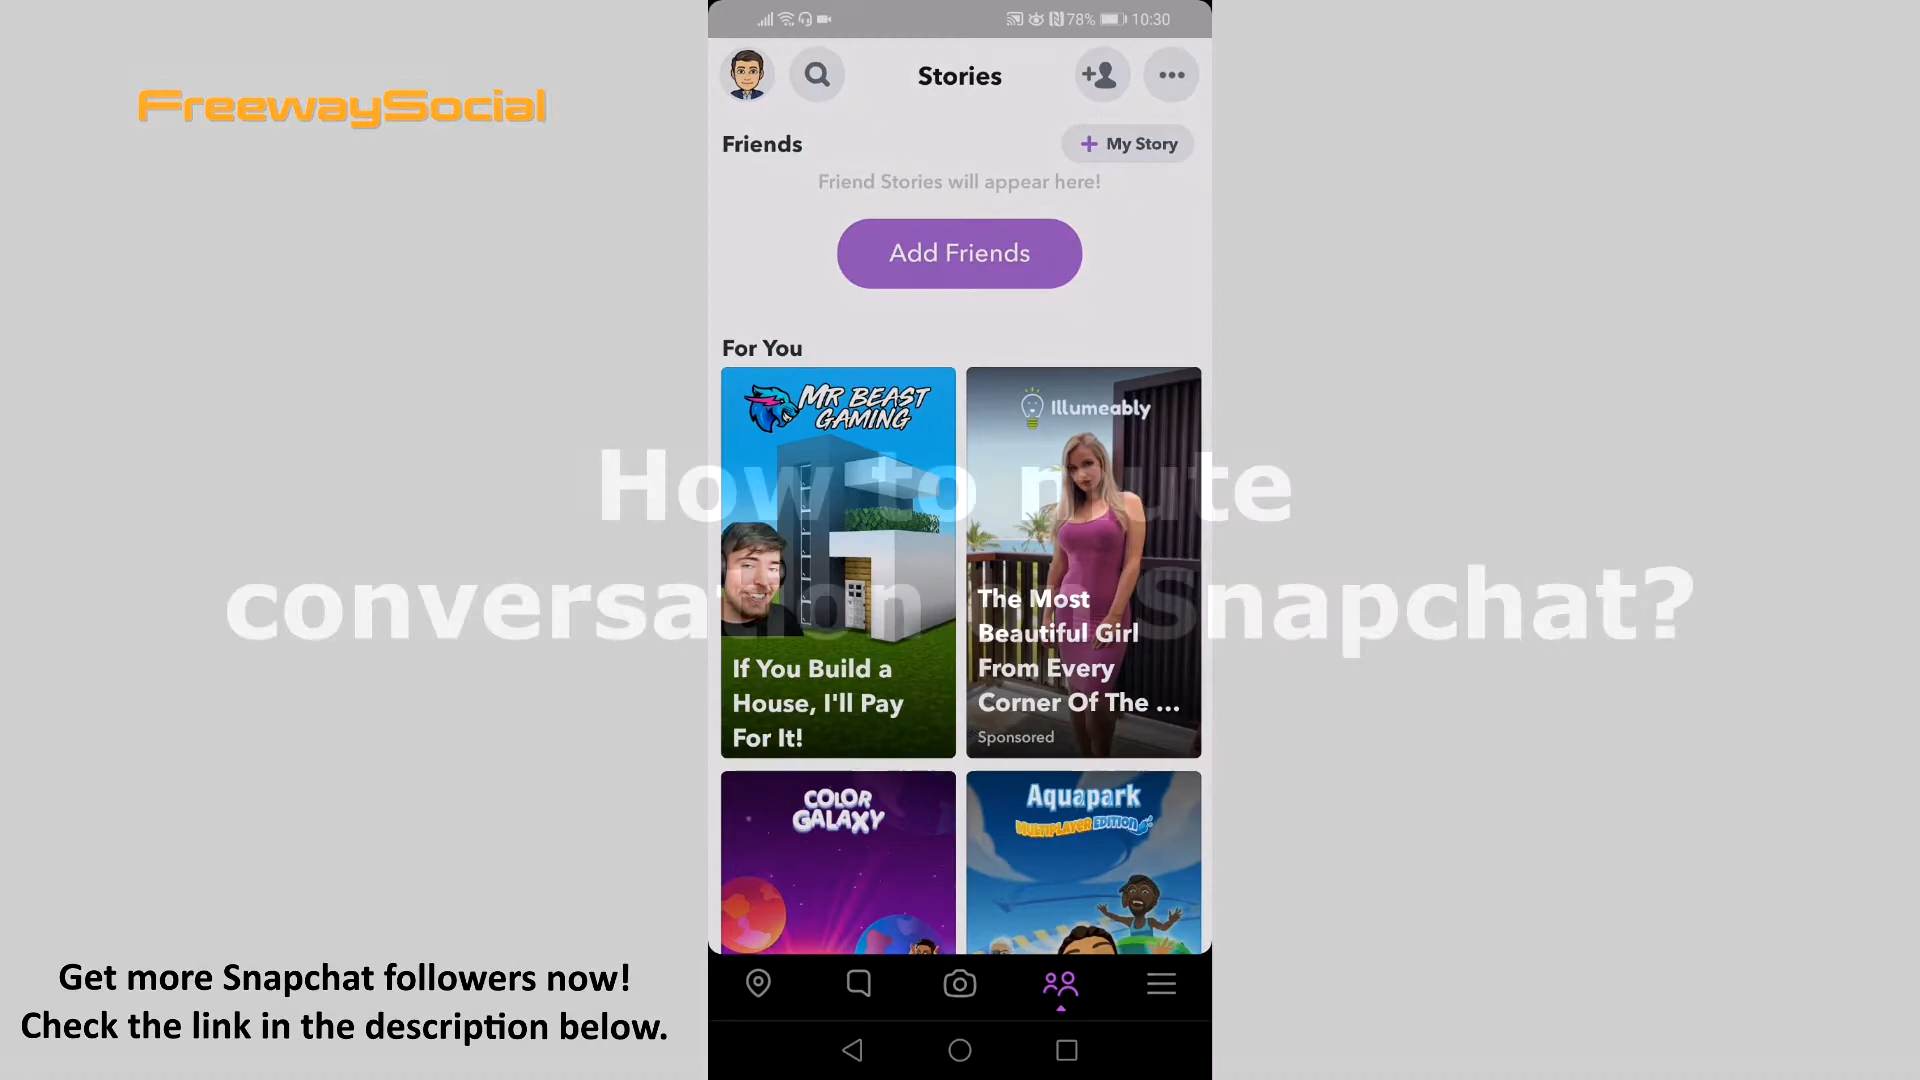 FreewaySocial
78% 10:30
Stories
Friends
+ My Story
Friend Stories will appear here!
Add Friends
For You
MR BEAST
GAMING
If You Build a
House, I'll Pay
For It!
Illumeably
The Most
Beautiful Girl
From Every
Corner Of The ...
Sponsored
How to mute
conversation on Snapchat?
COLOR
GALAXY
Aquapark
MULTIPLAYER EDITION
Get more Snapchat followers now!
Check the link in the description below.